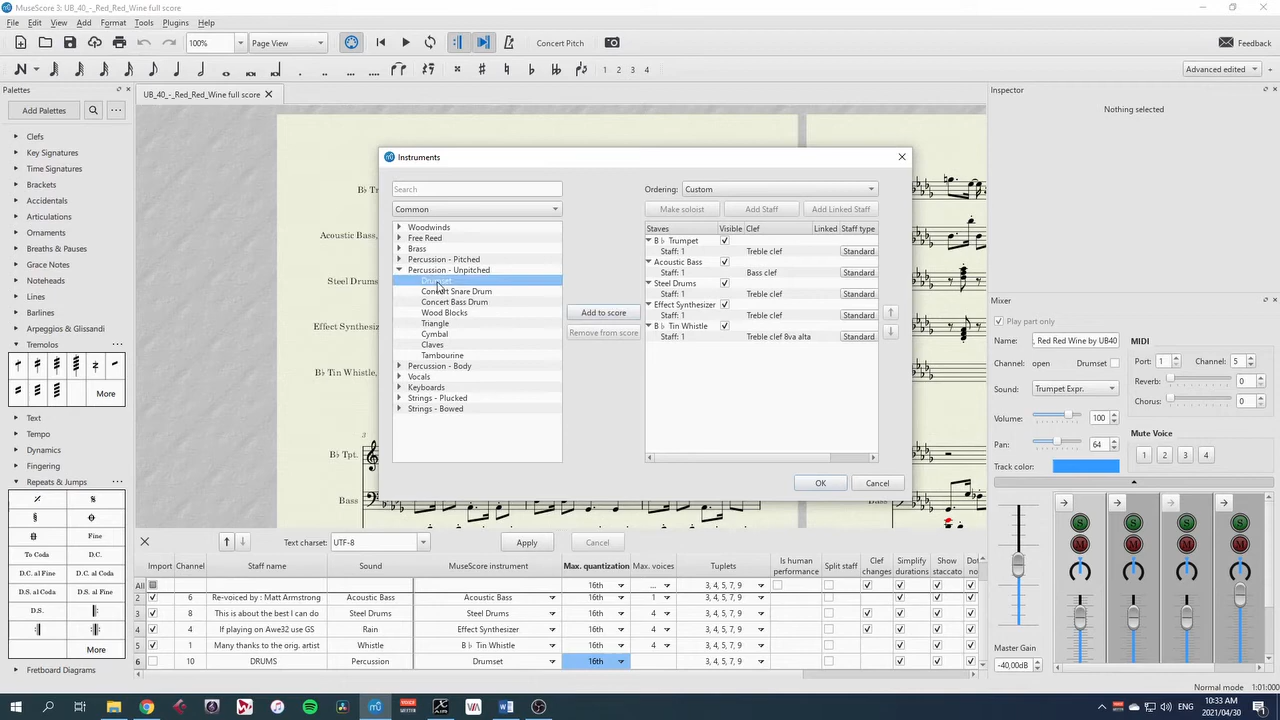 MuseScore 3: UB_40_-_Red_Red_Wine full score
File Edit View Add Format Tools Plugins Help
100% Page View Concert Pitch Feedback
1 2 3 4 Advanced edited
Palettes
UB_40_-_Red_Red_Wine full score
Inspector
Add Palettes
Nothing selected
Clefs
Key Signatures
Time Signatures
Brackets
Accidentals
Articulations
Ornaments
Breaths & Pauses
Grace Notes
Noteheads
Lines
Barlines
Arpeggios & Glissandi
Tremolos
More
Text
Tempo
Dynamics
Fingering
Repeats & Jumps
Fine
To Coda D.C.
D.C. al Fine D.C. al Coda
D.S. al Coda D.S. al Fine
D.S.
More
Fretboard Diagrams
B♭ Tr
Acoustic Bass,
Steel Drums
Effect Synthesizer
B♭ Tin Whistle,
3
B♭ Tpt.
Bass
Bass
Instruments
Search
Common
Woodwinds
Free Reed
Brass
Percussion - Pitched
Percussion - Unpitched
Drumset
Concert Snare Drum
Concert Bass Drum
Wood Blocks
Triangle
Cymbal
Claves
Tambourine
Percussion - Body
Vocals
Keyboards
Strings - Plucked
Strings - Bowed
Add to score
Remove from score
Ordering: Custom
Make soloist Add Staff Add Linked Staff
Staves Visible Clef Linked Staff type
B♭ Trumpet
Staff: 1 Treble clef Standard
Acoustic Bass
Staff: 1 Bass clef Standard
Steel Drums
Staff: 1 Treble clef Standard
Effect Synthesizer
Staff: 1 Treble clef Standard
B♭ Tin Whistle
Staff: 1 Treble clef 8va alta Standard
OK Cancel
Mixer
Play part only
Name: , Red Red Wine by UB40
Channel: open Drumset
Sound: Trumpet Expr.
Volume: 100
Pan: 64
Track color:
MIDI
Port: 1 Channel: 5
Reverb: 0
Chorus: 0
Mute Voice
1 2 3 4
S S S S
M M M M
Master Gain
-40,00dB
Text charset: UTF-8 Apply Cancel
Import Channel Staff name Sound MuseScore instrument Max. quantization Max. voices Tuplets Is human performance Split staff Clef changes Simplify durations Show staccato
All 16th ... 3, 4, 5, 7, 9
2 6 Re-voiced by : Matt Armstrong Acoustic Bass Acoustic Bass 16th 1 3, 4, 5, 7, 9
3 8 This is about the best I can do Steel Drums Steel Drums 16th 4 3, 4, 5, 7, 9
4 4 If playing on Awe32 use GS Rain Effect Synthesizer 16th 4 3, 4, 5, 7, 9
5 1 Many thanks to the orig. artist Whistle B♭ Tin Whistle 16th 4 3, 4, 5, 7, 9
6 10 DRUMS Percussion Drumset 16th 3, 4, 5, 7, 9
Normal mode 1:01:000
ENG 10:33 AM
2021/04/30